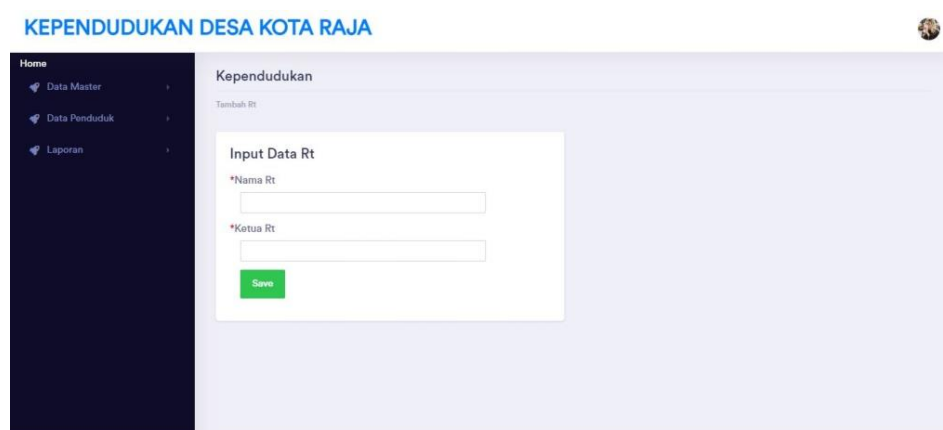 KEPENDUDUKAN DESA KOTA RAJA
Home
Data Master
Data Penduduk
Laporan
Kependudukan
Tambah Rt
Input Data Rt
*Nama Rt
*Ketua Rt
Save